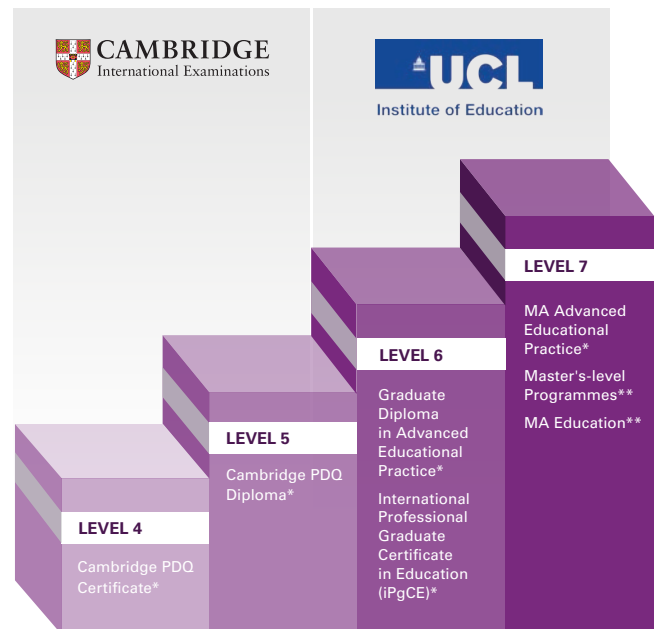 CAMBRIDGE
International Examinations
UCL
Institute of Education
LEVEL 7
MA Advanced
Educational
Practice*
Master's-level
Programmes**
MA Education**
LEVEL 6
Graduate
Diploma
in Advanced
Educational
Practice*
International
Professional
Graduate
Certificate
in Education
(iPgCE)*
LEVEL 5
Cambridge PDQ
Diploma*
LEVEL 4
Cambridge PDQ
Certificate*